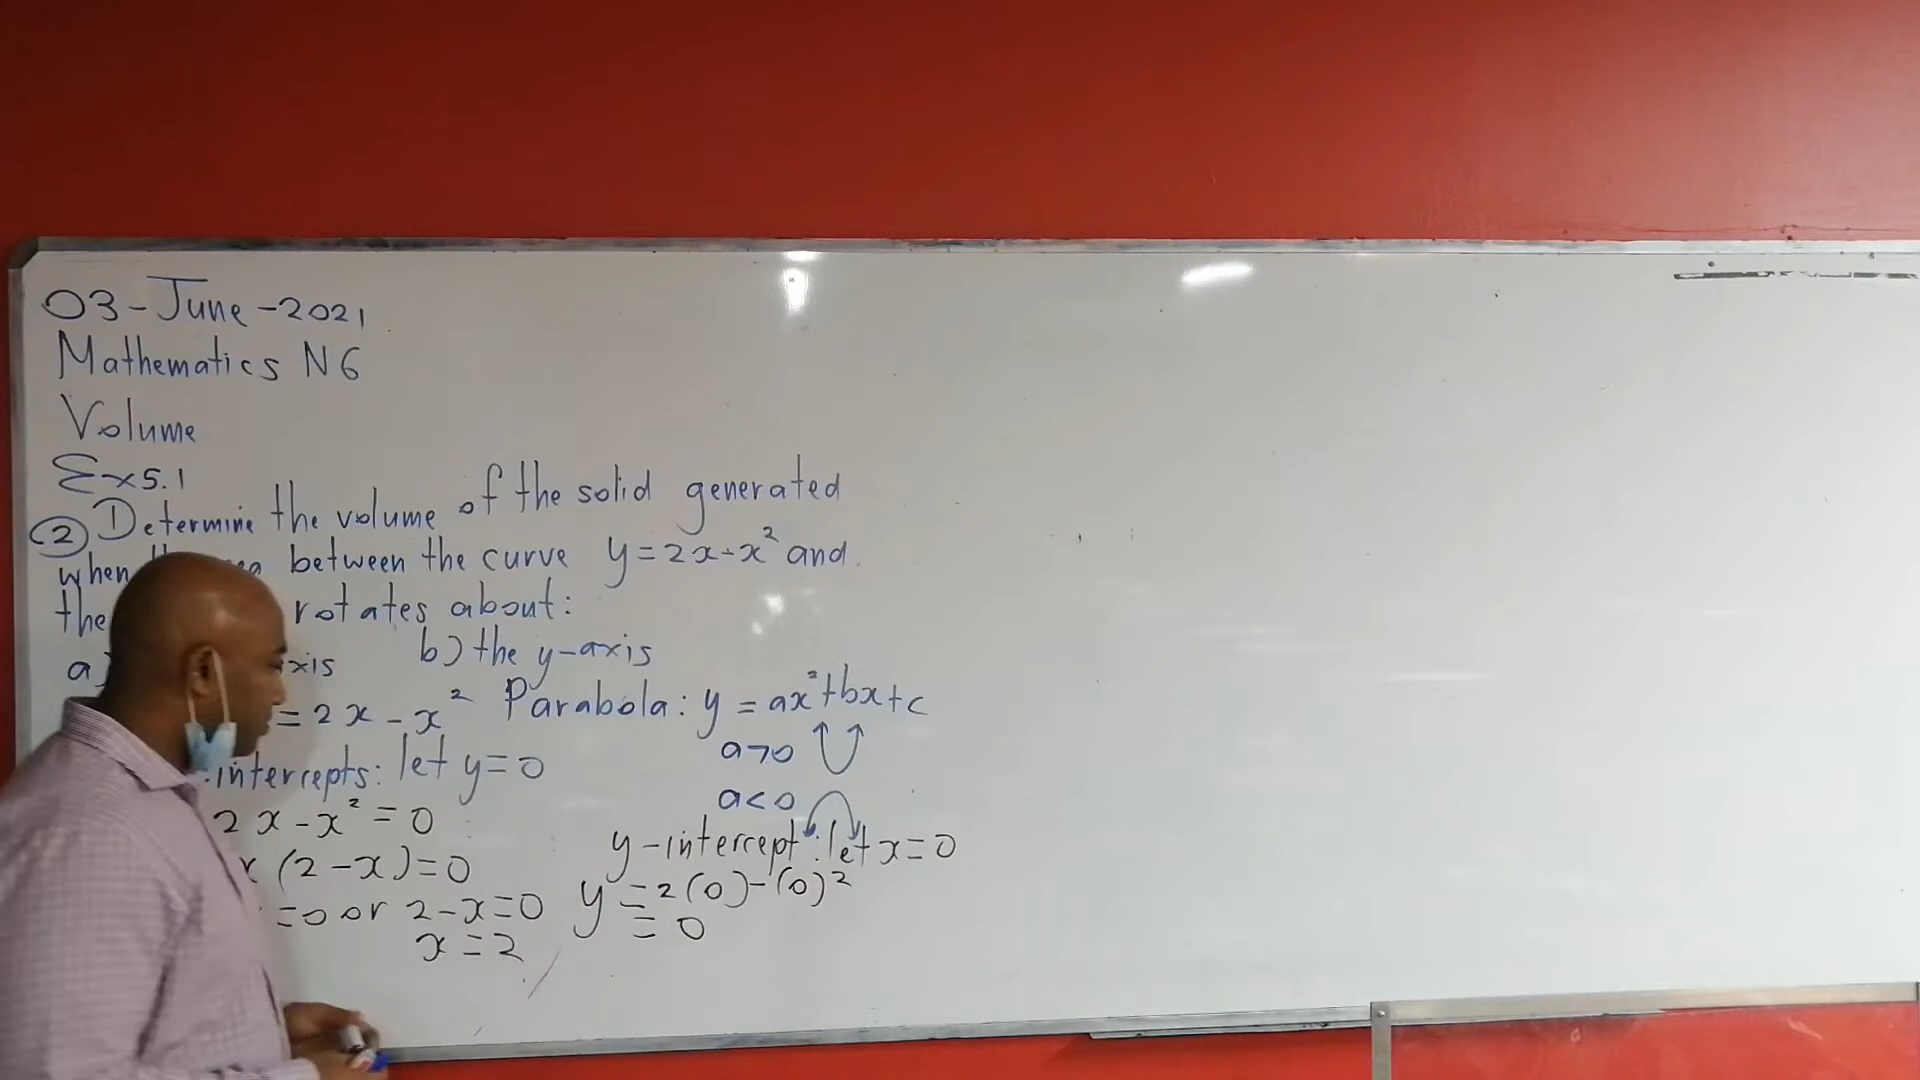 03-June-2021
Mathematics N6
Volume
Ex5.1
(2) Determine the volume of the solid generated
when between the curve y=2x-x² and
the rotates about:
a) b) the y-axis
=2x-x² Parabola: y=ax²+bx+c
a>0
intercepts: let y=0
a<0
2x-x²=0
y-intercept: let x=0
(2-x)=0
y=2(0)-(0)²
=0 or 2-x=0
=0
x=2